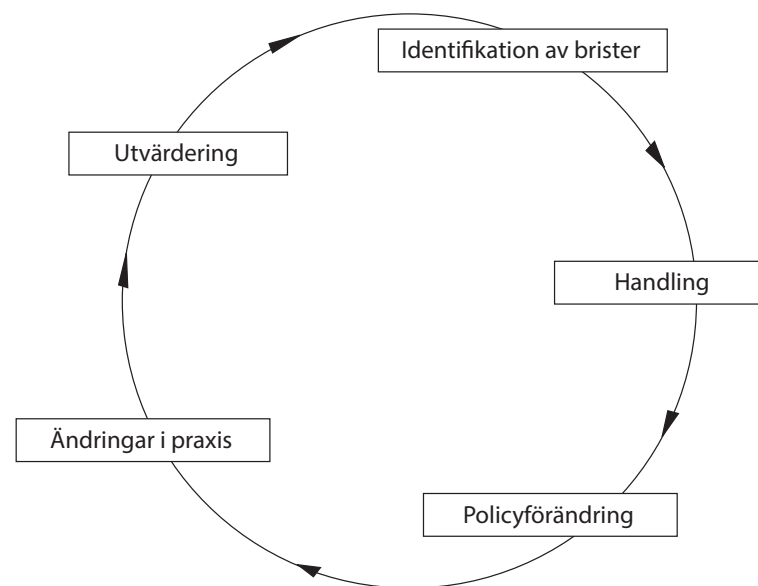 Identifikation av brister
Handling
Policyförändring
Ändringar i praxis
Utvärdering